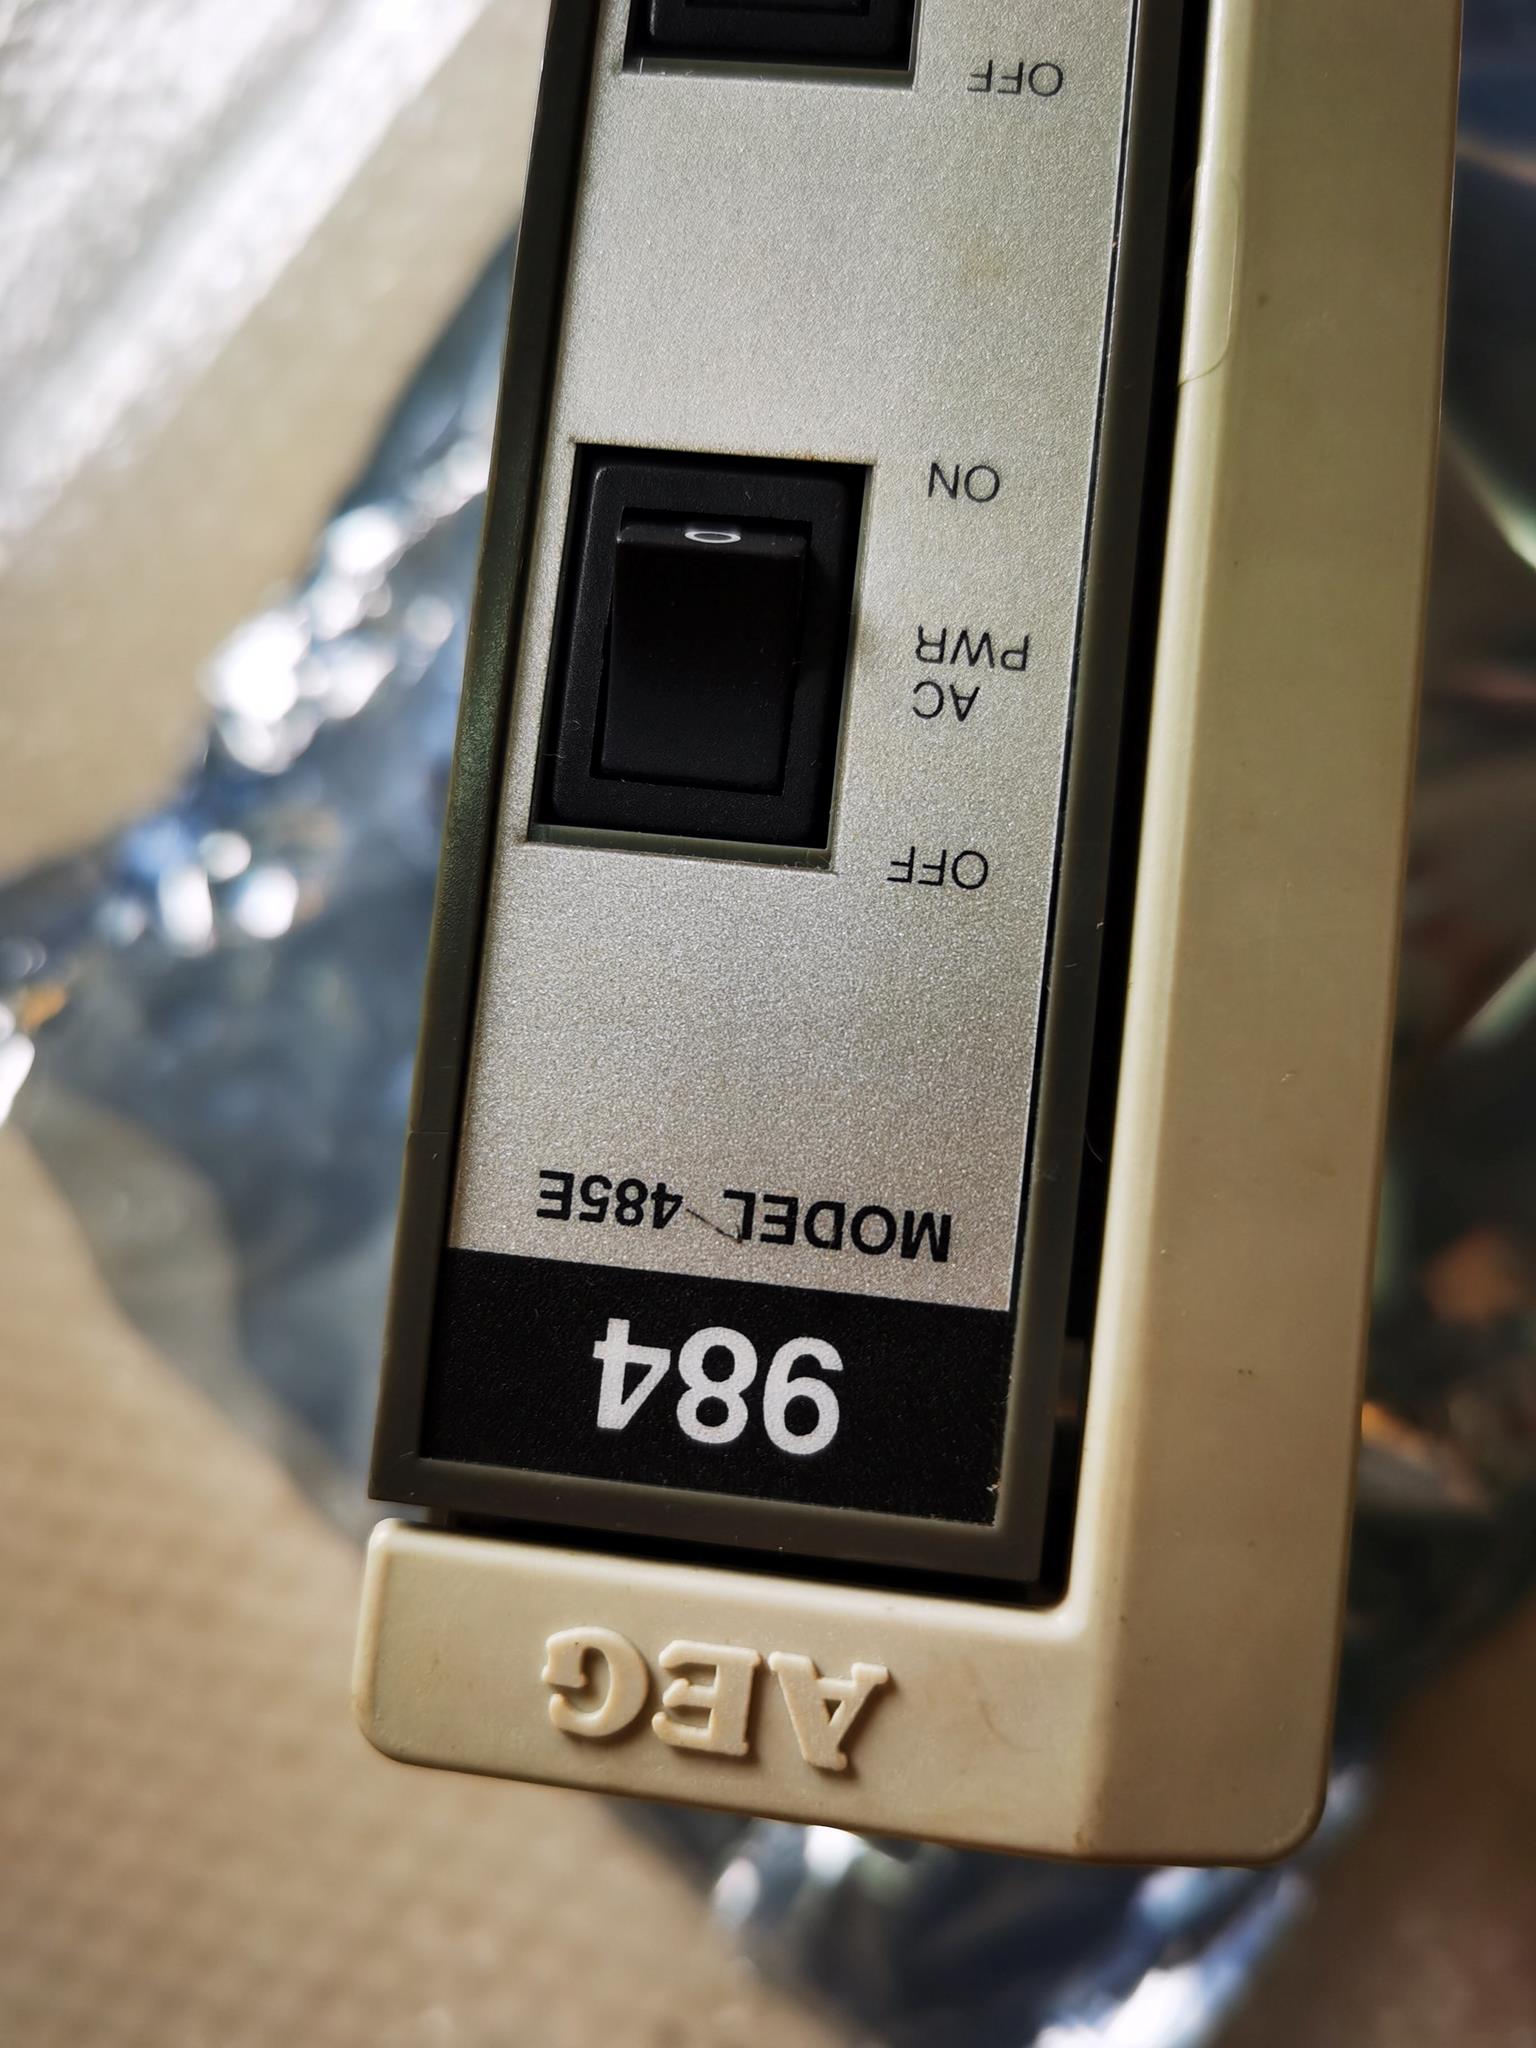 AEG
984
MODEL 485E
OFF
AC
PWR
ON
OFF